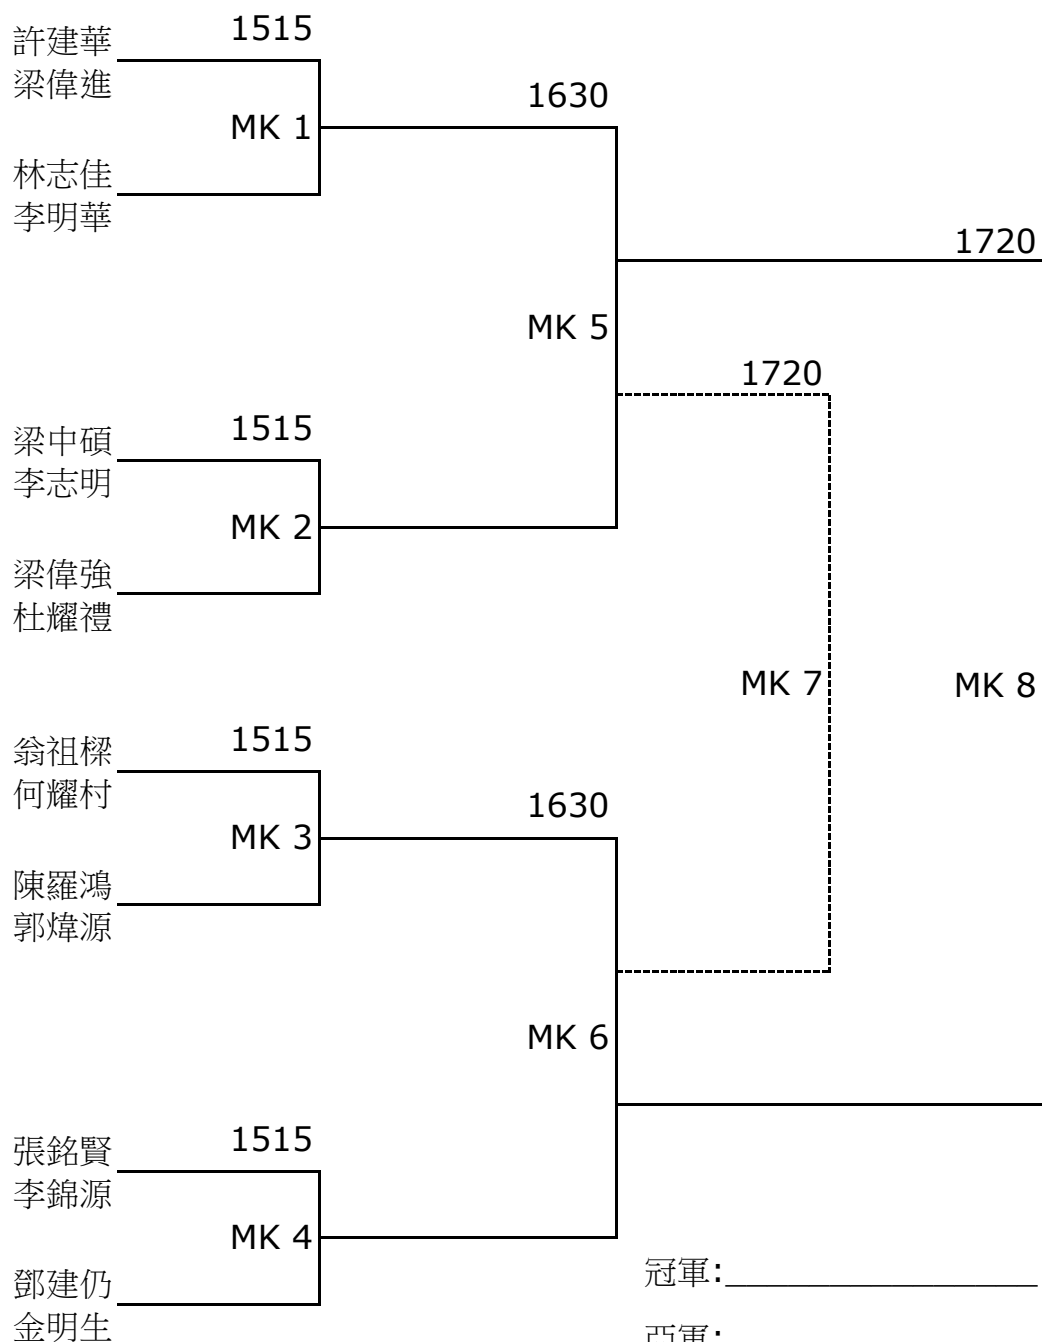 1515
許建華
梁偉進
1630
MK 1
林志佳
李明華
1720
MK 5
1720
1515
梁中碩
李志明
MK 2
梁偉強
杜耀禮
MK 7
MK 8
1515
翁祖樑
何耀村
1630
MK 3
陳羅鴻
郭煒源
MK 6
1515
張銘賢
李錦源
MK 4
冠軍:__________________
鄧建仍
金明生
亞軍: